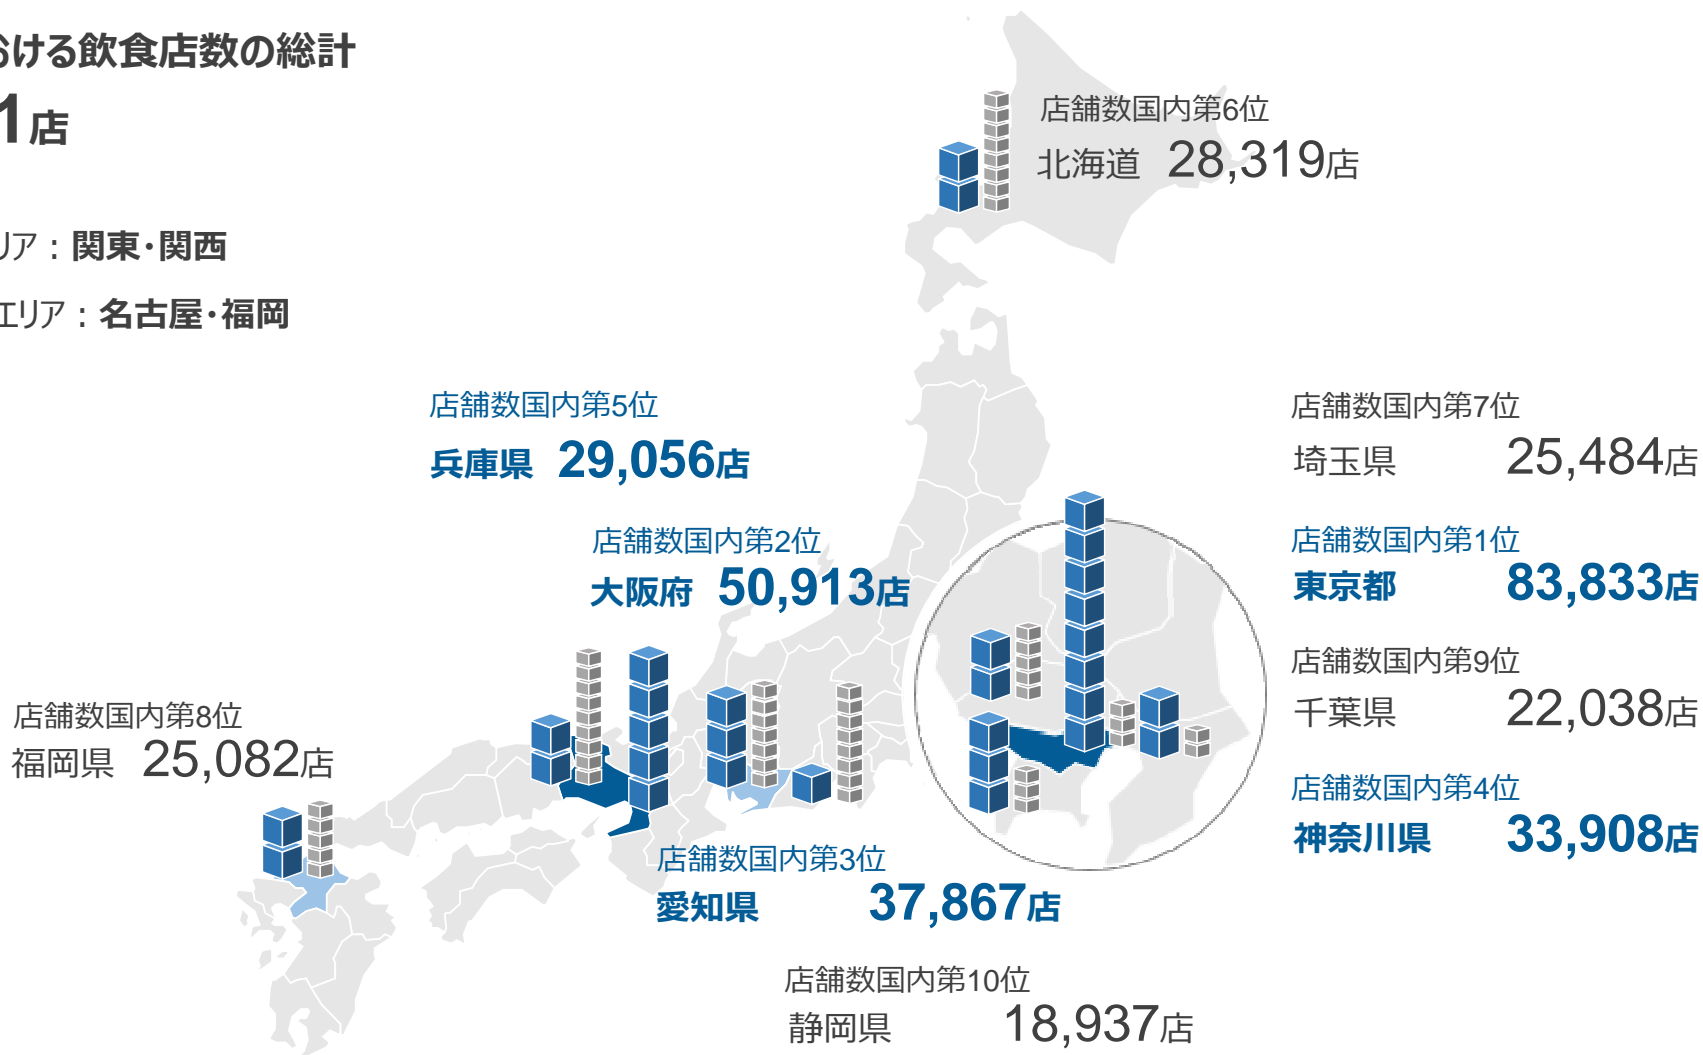 おける飲食店数の総計
1店
リア：関東・関西
エリア：名古屋・福岡
店舗数国内第6位
北海道 28,319店
店舗数国内第5位
兵庫県 29,056店
店舗数国内第2位
大阪府 50,913店
店舗数国内第7位
埼玉県 25,484店
店舗数国内第1位
東京都 83,833店
店舗数国内第9位
千葉県 22,038店
店舗数国内第4位
神奈川県 33,908店
店舗数国内第8位
福岡県 25,082店
店舗数国内第3位
愛知県 37,867店
店舗数国内第10位
静岡県 18,937店